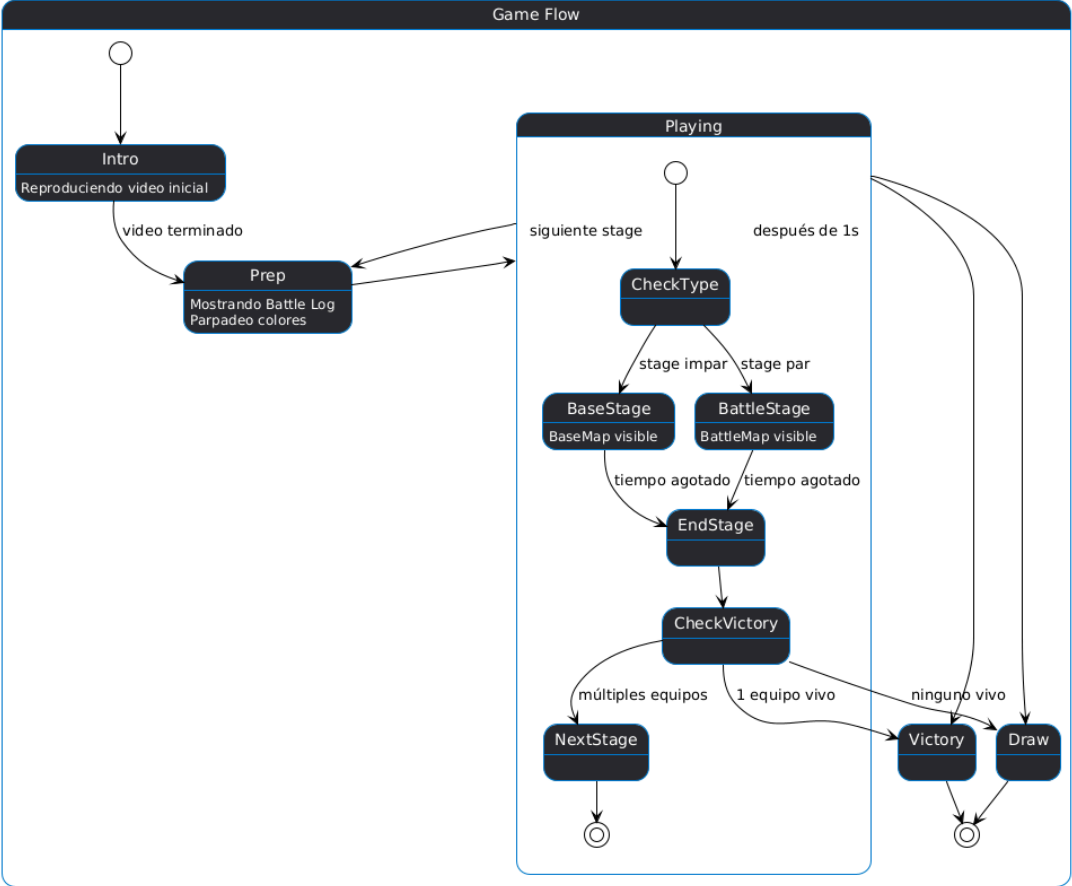 Game Flow
Playing
Intro
Reproduciendo video inicial
video terminado
siguiente stage
después de 1s
Prep
Mostrando Battle Log
Parpadeo colores
CheckType
stage impar
stage par
BaseStage
BaseMap visible
BattleStage
BattleMap visible
tiempo agotado
tiempo agotado
EndStage
CheckVictory
múltiples equipos
1 equipo vivo
ninguno vivo
NextStage
Victory
Draw